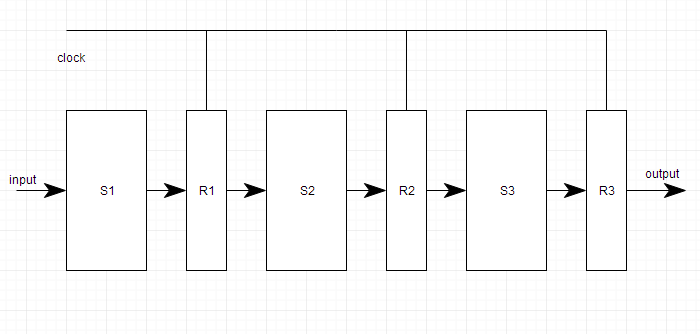 clock
input
S1
R1
S2
R2
S3
R3
output